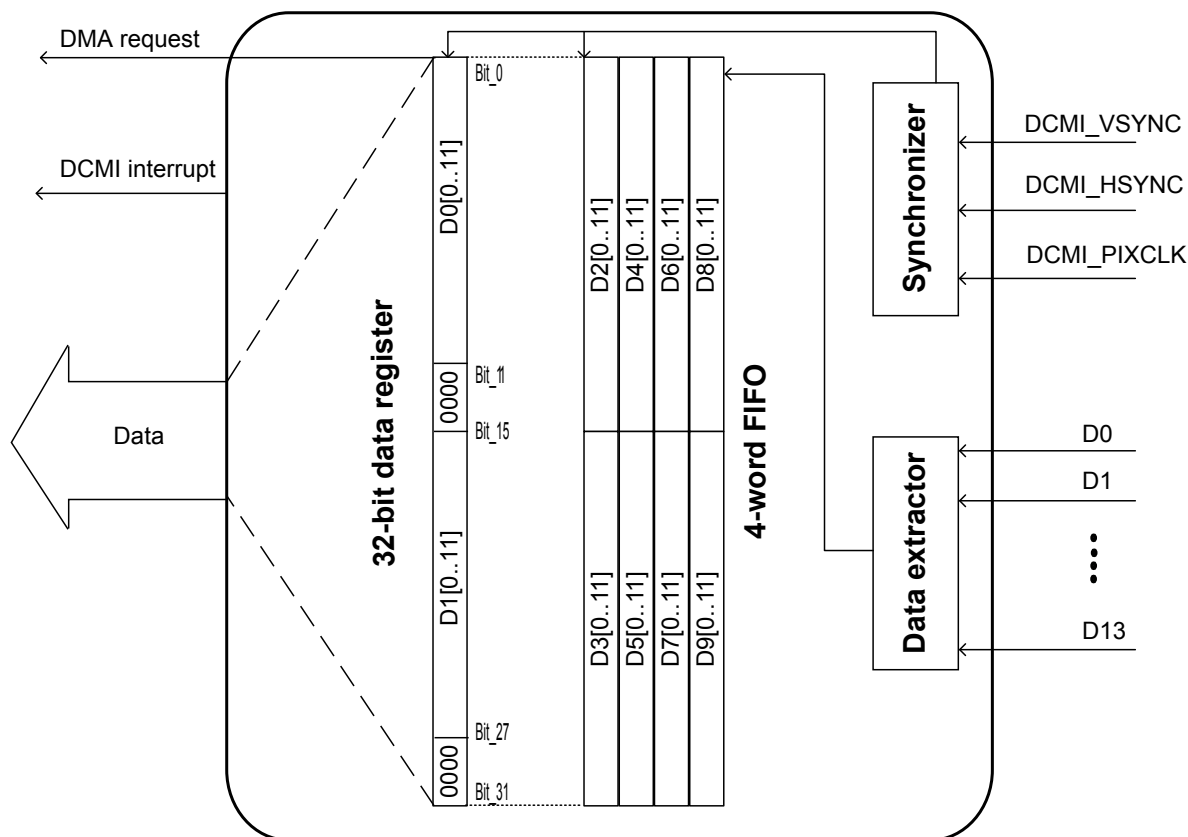 DMA request
DCMI interrupt
Data
32-bit data register
D0[0..11]
0000
D1[0..11]
0000
Bit_0
Bit_11
Bit_15
Bit_27
Bit_31
D2[0..11]
D4[0..11]
D6[0..11]
D8[0..11]
D3[0..11]
D5[0..11]
D7[0..11]
D9[0..11]
4-word FIFO
Synchronizer
DCMI_VSYNC
DCMI_HSYNC
DCMI_PIXCLK
Data extractor
D0
D1
D13